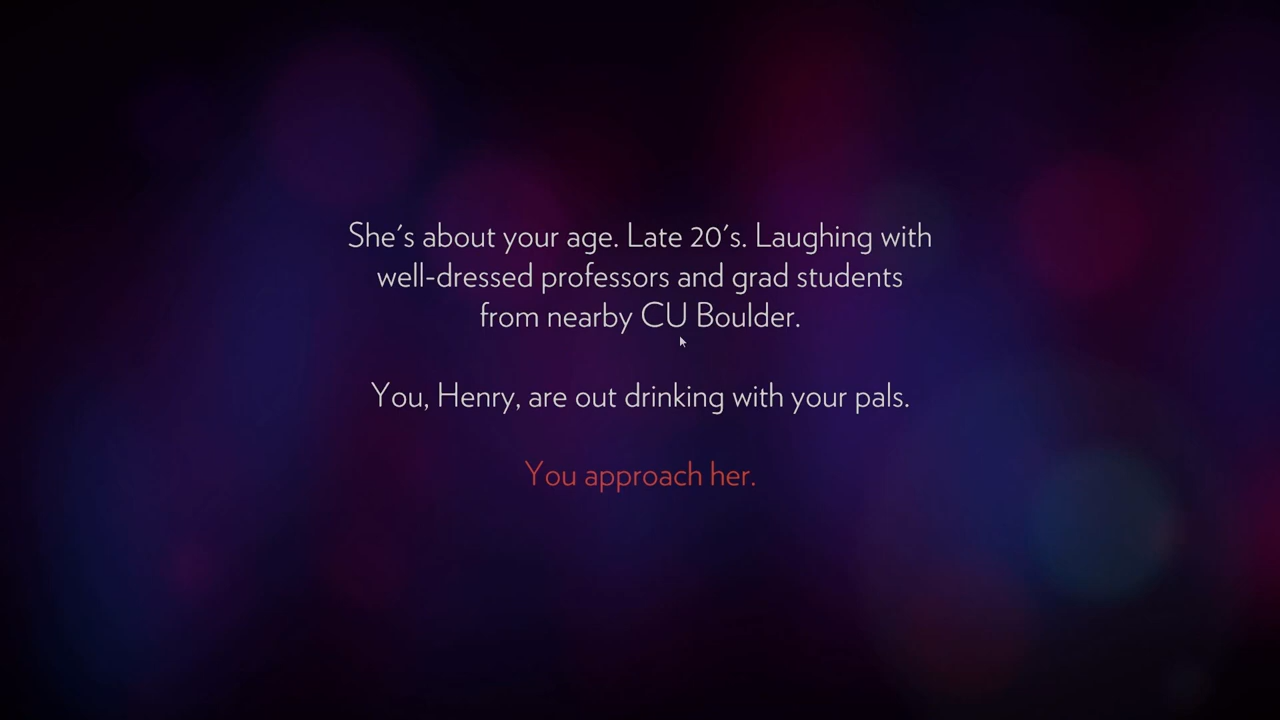 She's about your age. Late 20's. Laughing with
well-dressed professors and grad students
from nearby CU Boulder.
You, Henry, are out drinking with your pals.
You approach her.